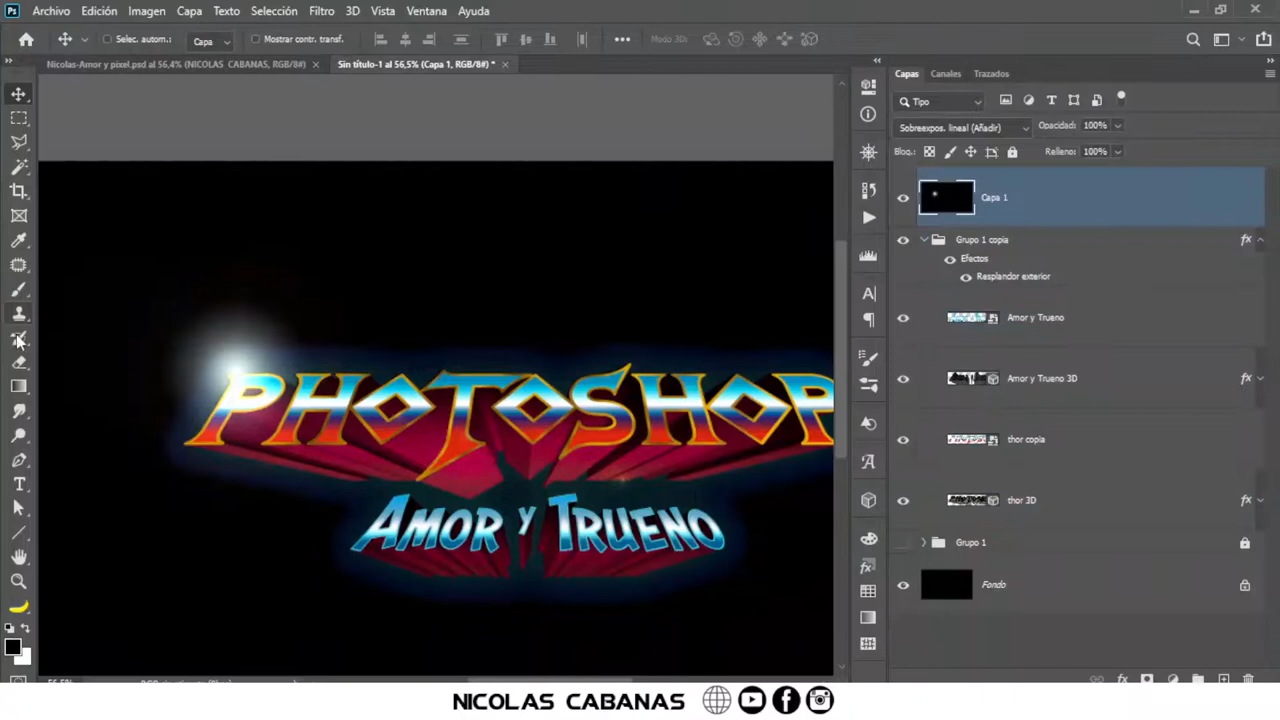 Ps Archivo Edición Imagen Capa Texto Selección Filtro 3D Vista Ventana Ayuda
Selec. autom.: Capa Mostrar contr. transf. Modo 3D:
Nicolas-Amor y pixel.psd al 56,4% (NICOLAS CABANAS, RGB/8#) Sin título-1 al 56,5% (Capa 1, RGB/8#) *
Capas Canales Trazados
Tipo
Sobreexpos. lineal (Añadir) Opacidad: 100%
Bloq.: Relleno: 100%
Capa 1
Grupo 1 copia fx
Efectos
Resplandor exterior
Amor y Trueno
Amor y Trueno 3D fx
thor copia
thor 3D fx
Grupo 1
Fondo
PHOTOSHOP
AMOR Y TRUENO
NICOLAS CABANAS